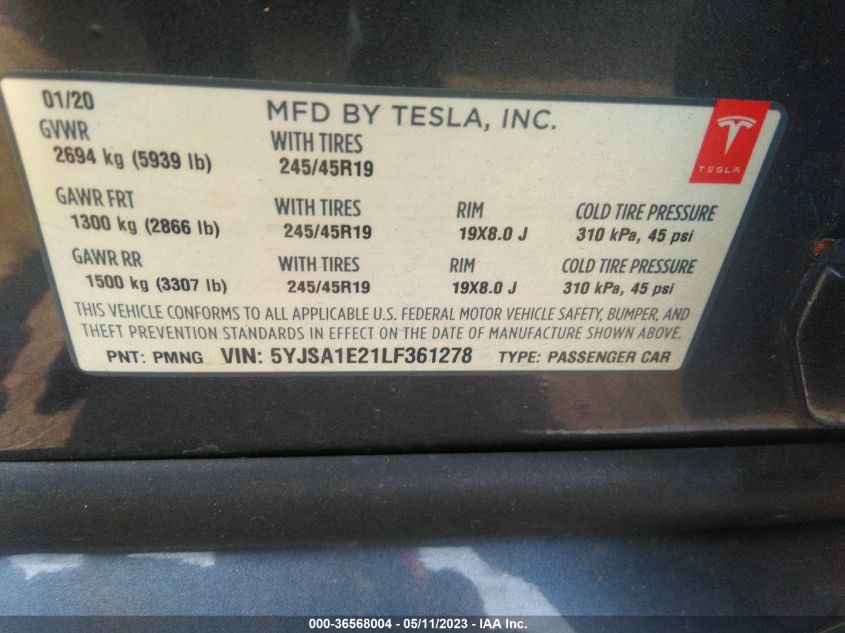 01/20
MFD BY TESLA, INC.
TESLA
GVWR WITH TIRES
2694 kg (5939 lb) 245/45R19
GAWR FRT WITH TIRES RIM COLD TIRE PRESSURE
1300 kg (2866 lb) 245/45R19 19X8.0 J 310 kPa, 45 psi
GAWR RR WITH TIRES RIM COLD TIRE PRESSURE
1500 kg (3307 lb) 245/45R19 19X8.0 J 310 kPa, 45 psi
THIS VEHICLE CONFORMS TO ALL APPLICABLE U.S. FEDERAL MOTOR VEHICLE SAFETY, BUMPER, AND
THEFT PREVENTION STANDARDS IN EFFECT ON THE DATE OF MANUFACTURE SHOWN ABOVE.
PNT: PMNG VIN: 5YJSA1E21LF361278 TYPE: PASSENGER CAR
000-36568004 - 05/11/2023 - IAA Inc.